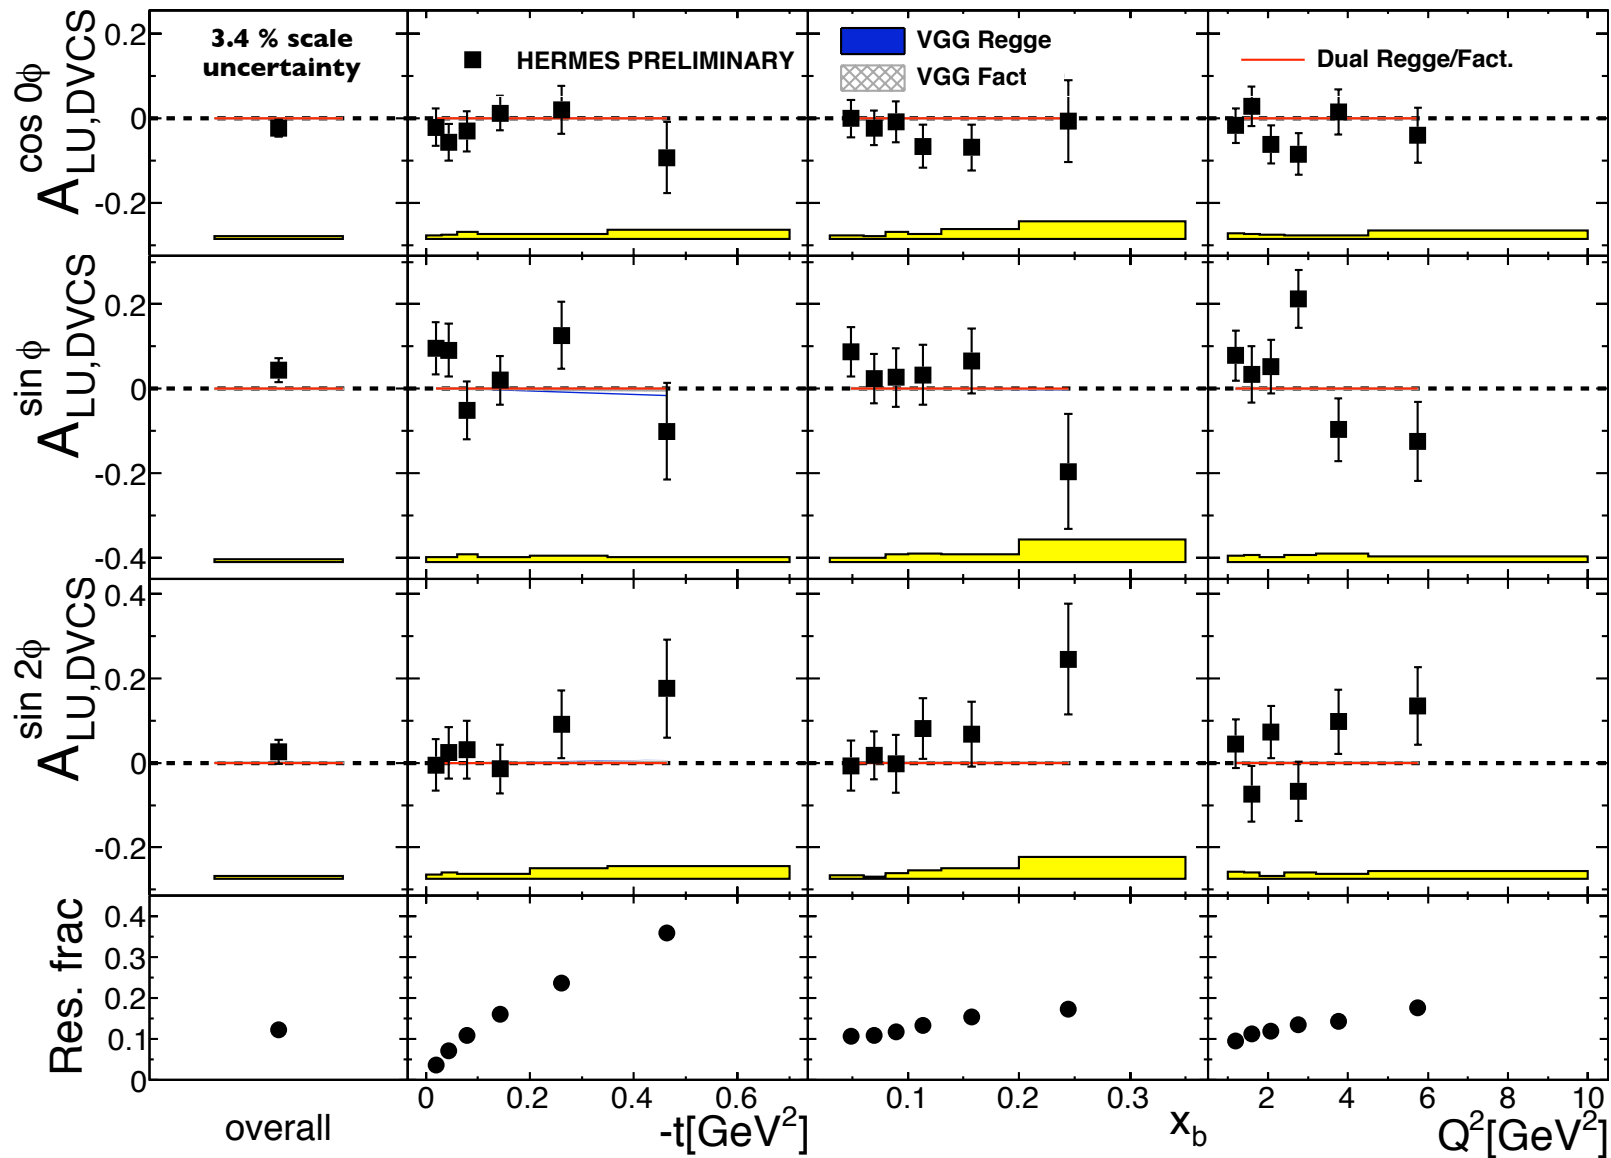 3.4 % scale
uncertainty
HERMES PRELIMINARY
VGG Regge
VGG Fact
Dual Regge/Fact.
A LU,DVCS cos 0ϕ
0.2
0
-0.2
A LU,DVCS sin ϕ
0.2
0
-0.2
-0.4
A LU,DVCS sin 2ϕ
0.4
0.2
0
-0.2
Res. frac
0.4
0.3
0.2
0.1
0
0 0.2 0.4 0.6
0.1 0.2 0.3
2 4 6 8 10
overall
-t[GeV²]
x_b
Q²[GeV²]